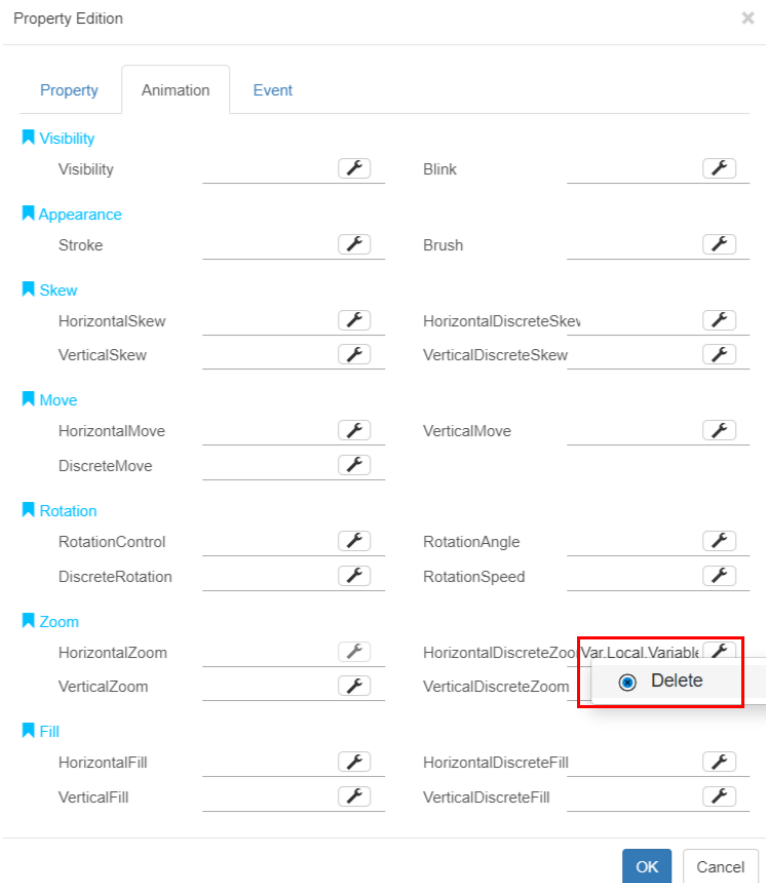 Property Edition ×
Property Animation Event
Visibility
Visibility Blink
Appearance
Stroke Brush
Skew
HorizontalSkew HorizontalDiscreteSkew
VerticalSkew VerticalDiscreteSkew
Move
HorizontalMove VerticalMove
DiscreteMove
Rotation
RotationControl RotationAngle
DiscreteRotation RotationSpeed
Zoom
HorizontalZoom HorizontalDiscreteZoom Var.Local.Variable
VerticalZoom VerticalDiscreteZoom Delete
Fill
HorizontalFill HorizontalDiscreteFill
VerticalFill VerticalDiscreteFill
OK Cancel